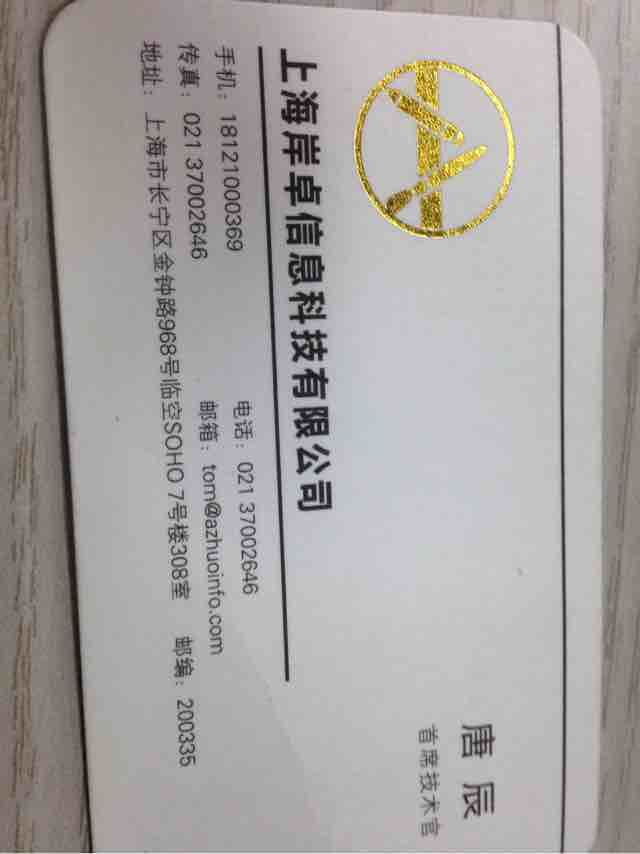 唐 辰
首席技术官
上海岸卓信息科技有限公司
手机：18121000369 电话：021 37002646
传真：021 37002646 邮箱：tom@azhuoinfo.com
地址：上海市长宁区金钟路968号临空SOHO 7号楼308室 邮编：200335